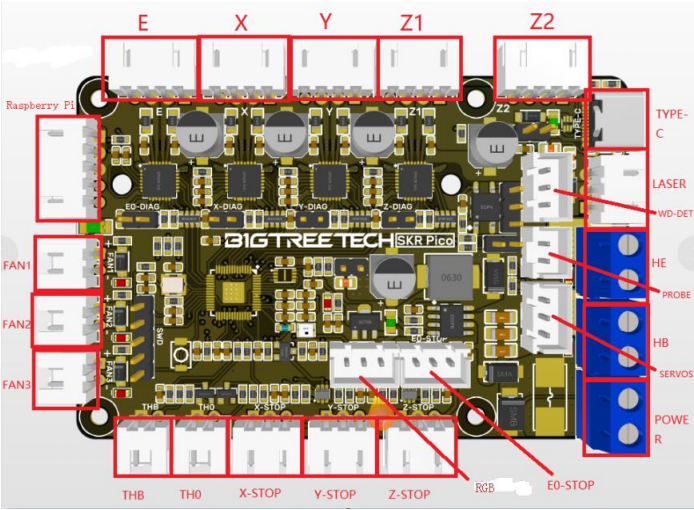 E
X
Y
Z1
Z2
Raspberry Pi
TYPE-
C
E
X
Y
Z1
Z2
TYPE-C
LASER
WD-DET
E0-DIAG
X-DIAG
Y-DIAG
Z-DIAG
BIGTREETECH SKR Pico
HE
FAN1
FAN1
0630
PROBE
FAN2
FAN2
SWD
HB
E0-STOP
SERVOS
FAN3
FAN3
POWE
R
THB
TH0
X-STOP
Y-STOP
Z-STOP
THB
TH0
X-STOP
Y-STOP
Z-STOP
RGB
E0-STOP